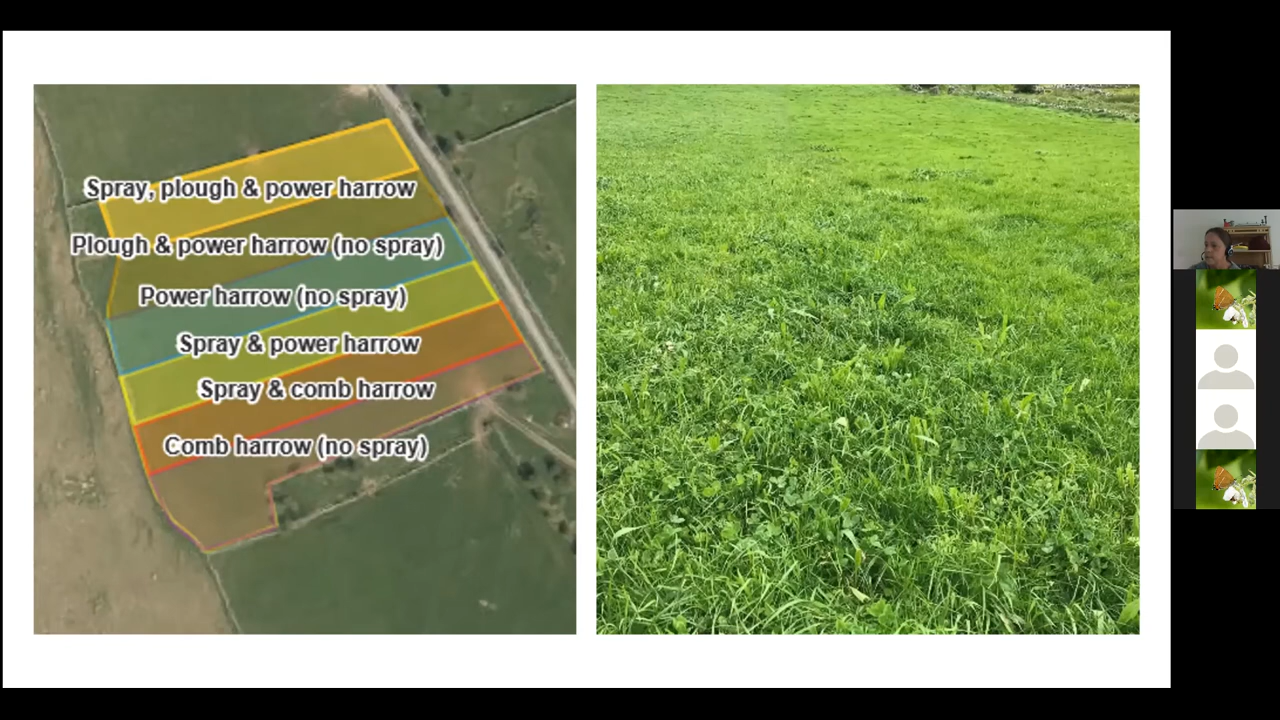 Spray, plough & power harrow
Plough & power harrow (no spray)
Power harrow (no spray)
Spray & power harrow
Spray & comb harrow
Comb harrow (no spray)